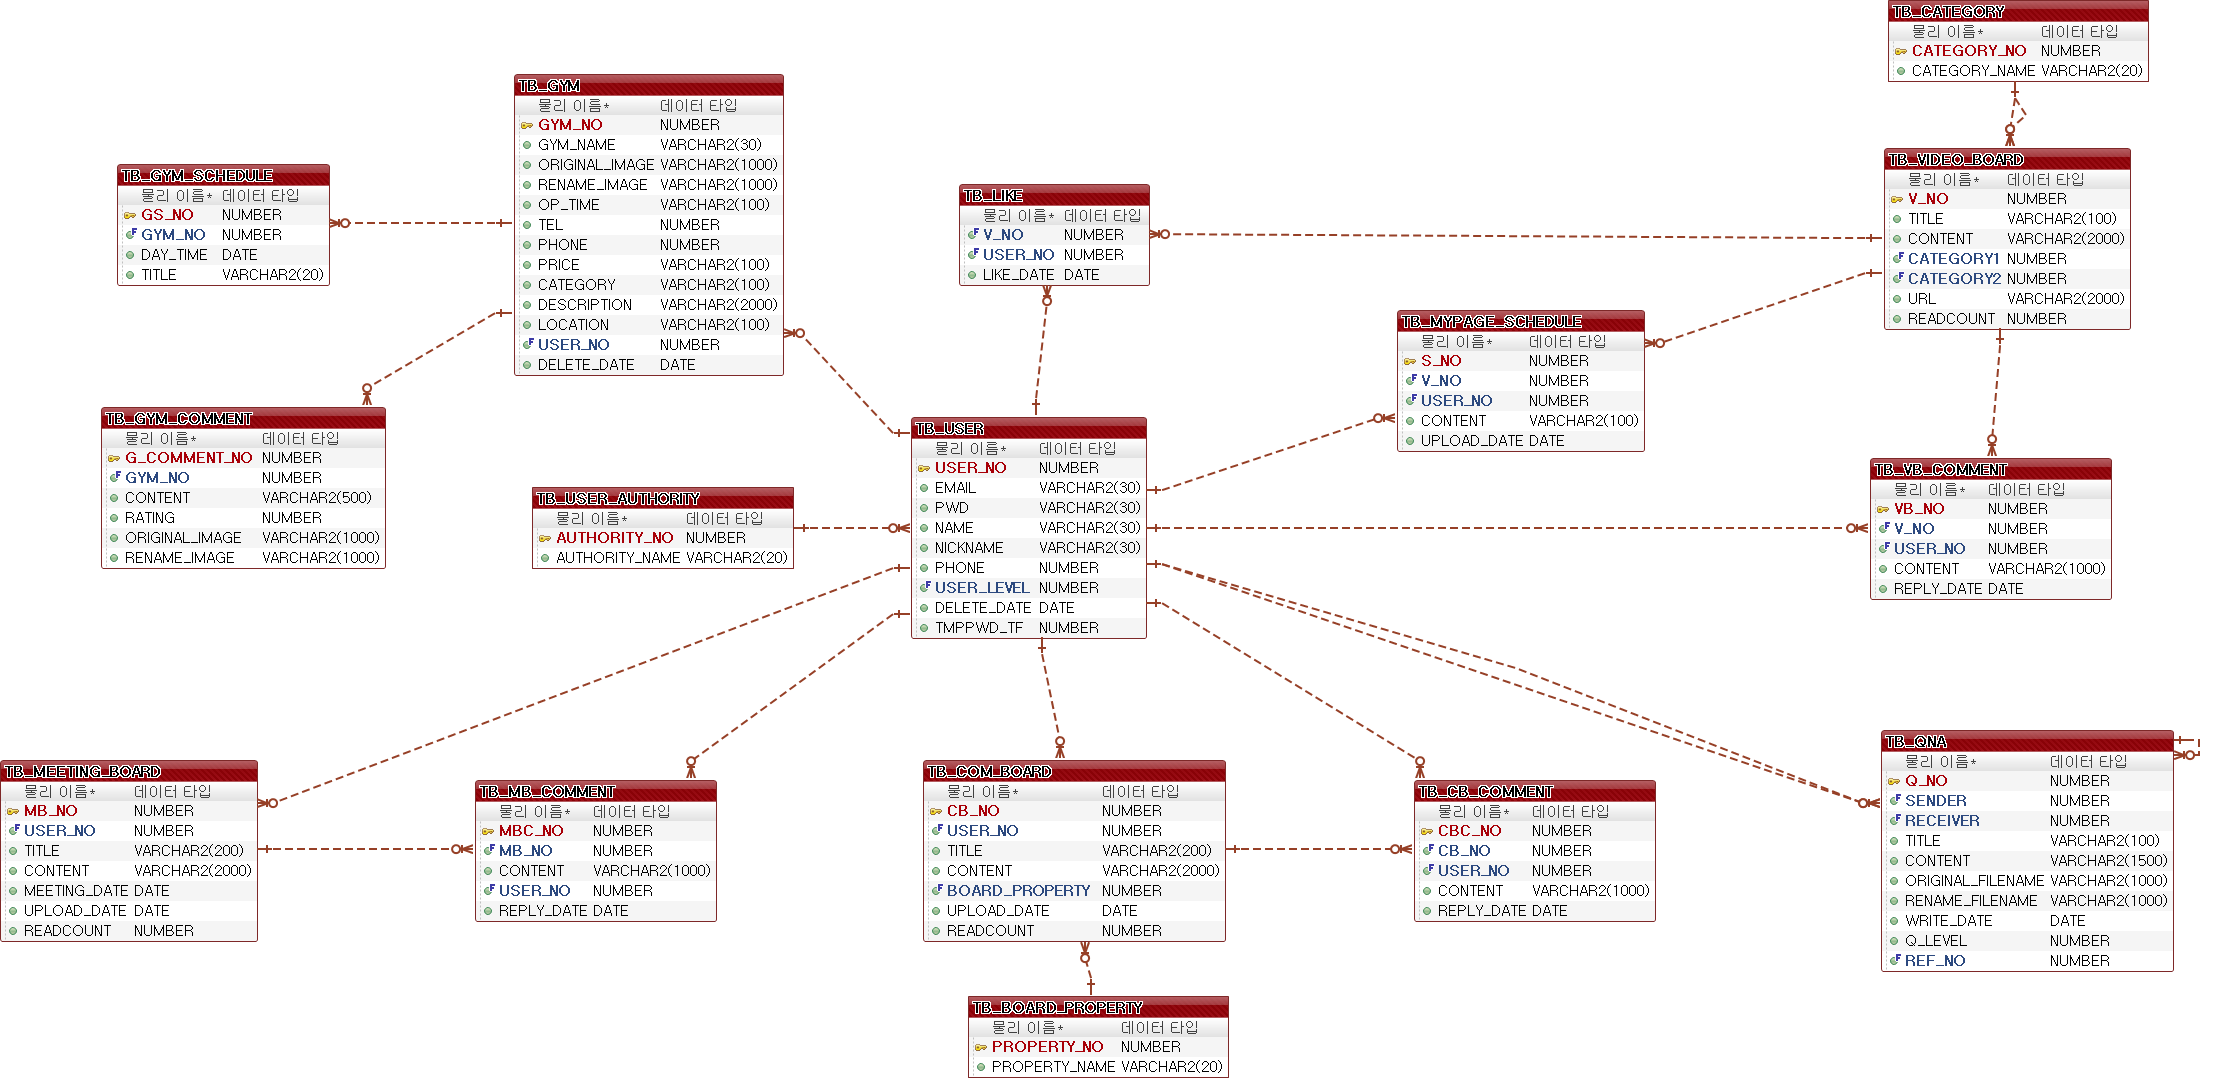 TB_CATEGORY
물리 이름* 데이터 타입
CATEGORY_NO NUMBER
CATEGORY_NAME VARCHAR2(20)
TB_GYM
물리 이름* 데이터 타입
GYM_NO NUMBER
GYM_NAME VARCHAR2(30)
ORIGINAL_IMAGE VARCHAR2(1000)
RENAME_IMAGE VARCHAR2(1000)
OP_TIME VARCHAR2(100)
TEL NUMBER
PHONE NUMBER
PRICE VARCHAR2(100)
CATEGORY VARCHAR2(100)
DESCRIPTION VARCHAR2(2000)
LOCATION VARCHAR2(100)
USER_NO NUMBER
DELETE_DATE DATE
TB_GYM_SCHEDULE
물리 이름* 데이터 타입
GS_NO NUMBER
GYM_NO NUMBER
DAY_TIME DATE
TITLE VARCHAR2(20)
TB_LIKE
물리 이름* 데이터 타입
V_NO NUMBER
USER_NO NUMBER
LIKE_DATE DATE
TB_VIDEO_BOARD
물리 이름* 데이터 타입
V_NO NUMBER
TITLE VARCHAR2(100)
CONTENT VARCHAR2(2000)
CATEGORY1 NUMBER
CATEGORY2 NUMBER
URL VARCHAR2(2000)
READCOUNT NUMBER
TB_MYPAGE_SCHEDULE
물리 이름* 데이터 타입
S_NO NUMBER
V_NO NUMBER
USER_NO NUMBER
CONTENT VARCHAR2(100)
UPLOAD_DATE DATE
TB_GYM_COMMENT
물리 이름* 데이터 타입
G_COMMENT_NO NUMBER
GYM_NO NUMBER
CONTENT VARCHAR2(500)
RATING NUMBER
ORIGINAL_IMAGE VARCHAR2(1000)
RENAME_IMAGE VARCHAR2(1000)
TB_USER_AUTHORITY
물리 이름* 데이터 타입
AUTHORITY_NO NUMBER
AUTHORITY_NAME VARCHAR2(20)
TB_USER
물리 이름* 데이터 타입
USER_NO NUMBER
EMAIL VARCHAR2(30)
PWD VARCHAR2(30)
NAME VARCHAR2(30)
NICKNAME VARCHAR2(30)
PHONE NUMBER
USER_LEVEL NUMBER
DELETE_DATE DATE
TMPPWD_TF NUMBER
TB_VB_COMMENT
물리 이름* 데이터 타입
VB_NO NUMBER
V_NO NUMBER
USER_NO NUMBER
CONTENT VARCHAR2(1000)
REPLY_DATE DATE
TB_MEETING_BOARD
물리 이름* 데이터 타입
MB_NO NUMBER
USER_NO NUMBER
TITLE VARCHAR2(200)
CONTENT VARCHAR2(2000)
MEETING_DATE DATE
UPLOAD_DATE DATE
READCOUNT NUMBER
TB_MB_COMMENT
물리 이름* 데이터 타입
MBC_NO NUMBER
MB_NO NUMBER
CONTENT VARCHAR2(1000)
USER_NO NUMBER
REPLY_DATE DATE
TB_COM_BOARD
물리 이름* 데이터 타입
CB_NO NUMBER
USER_NO NUMBER
TITLE VARCHAR2(200)
CONTENT VARCHAR2(2000)
BOARD_PROPERTY NUMBER
UPLOAD_DATE DATE
READCOUNT NUMBER
TB_CB_COMMENT
물리 이름* 데이터 타입
CBC_NO NUMBER
CB_NO NUMBER
USER_NO NUMBER
CONTENT VARCHAR2(1000)
REPLY_DATE DATE
TB_QNA
물리 이름* 데이터 타입
Q_NO NUMBER
SENDER NUMBER
RECEIVER NUMBER
TITLE VARCHAR2(100)
CONTENT VARCHAR2(1500)
ORIGINAL_FILENAME VARCHAR2(1000)
RENAME_FILENAME VARCHAR2(1000)
WRITE_DATE DATE
Q_LEVEL NUMBER
REF_NO NUMBER
TB_BOARD_PROPERTY
물리 이름* 데이터 타입
PROPERTY_NO NUMBER
PROPERTY_NAME VARCHAR2(20)